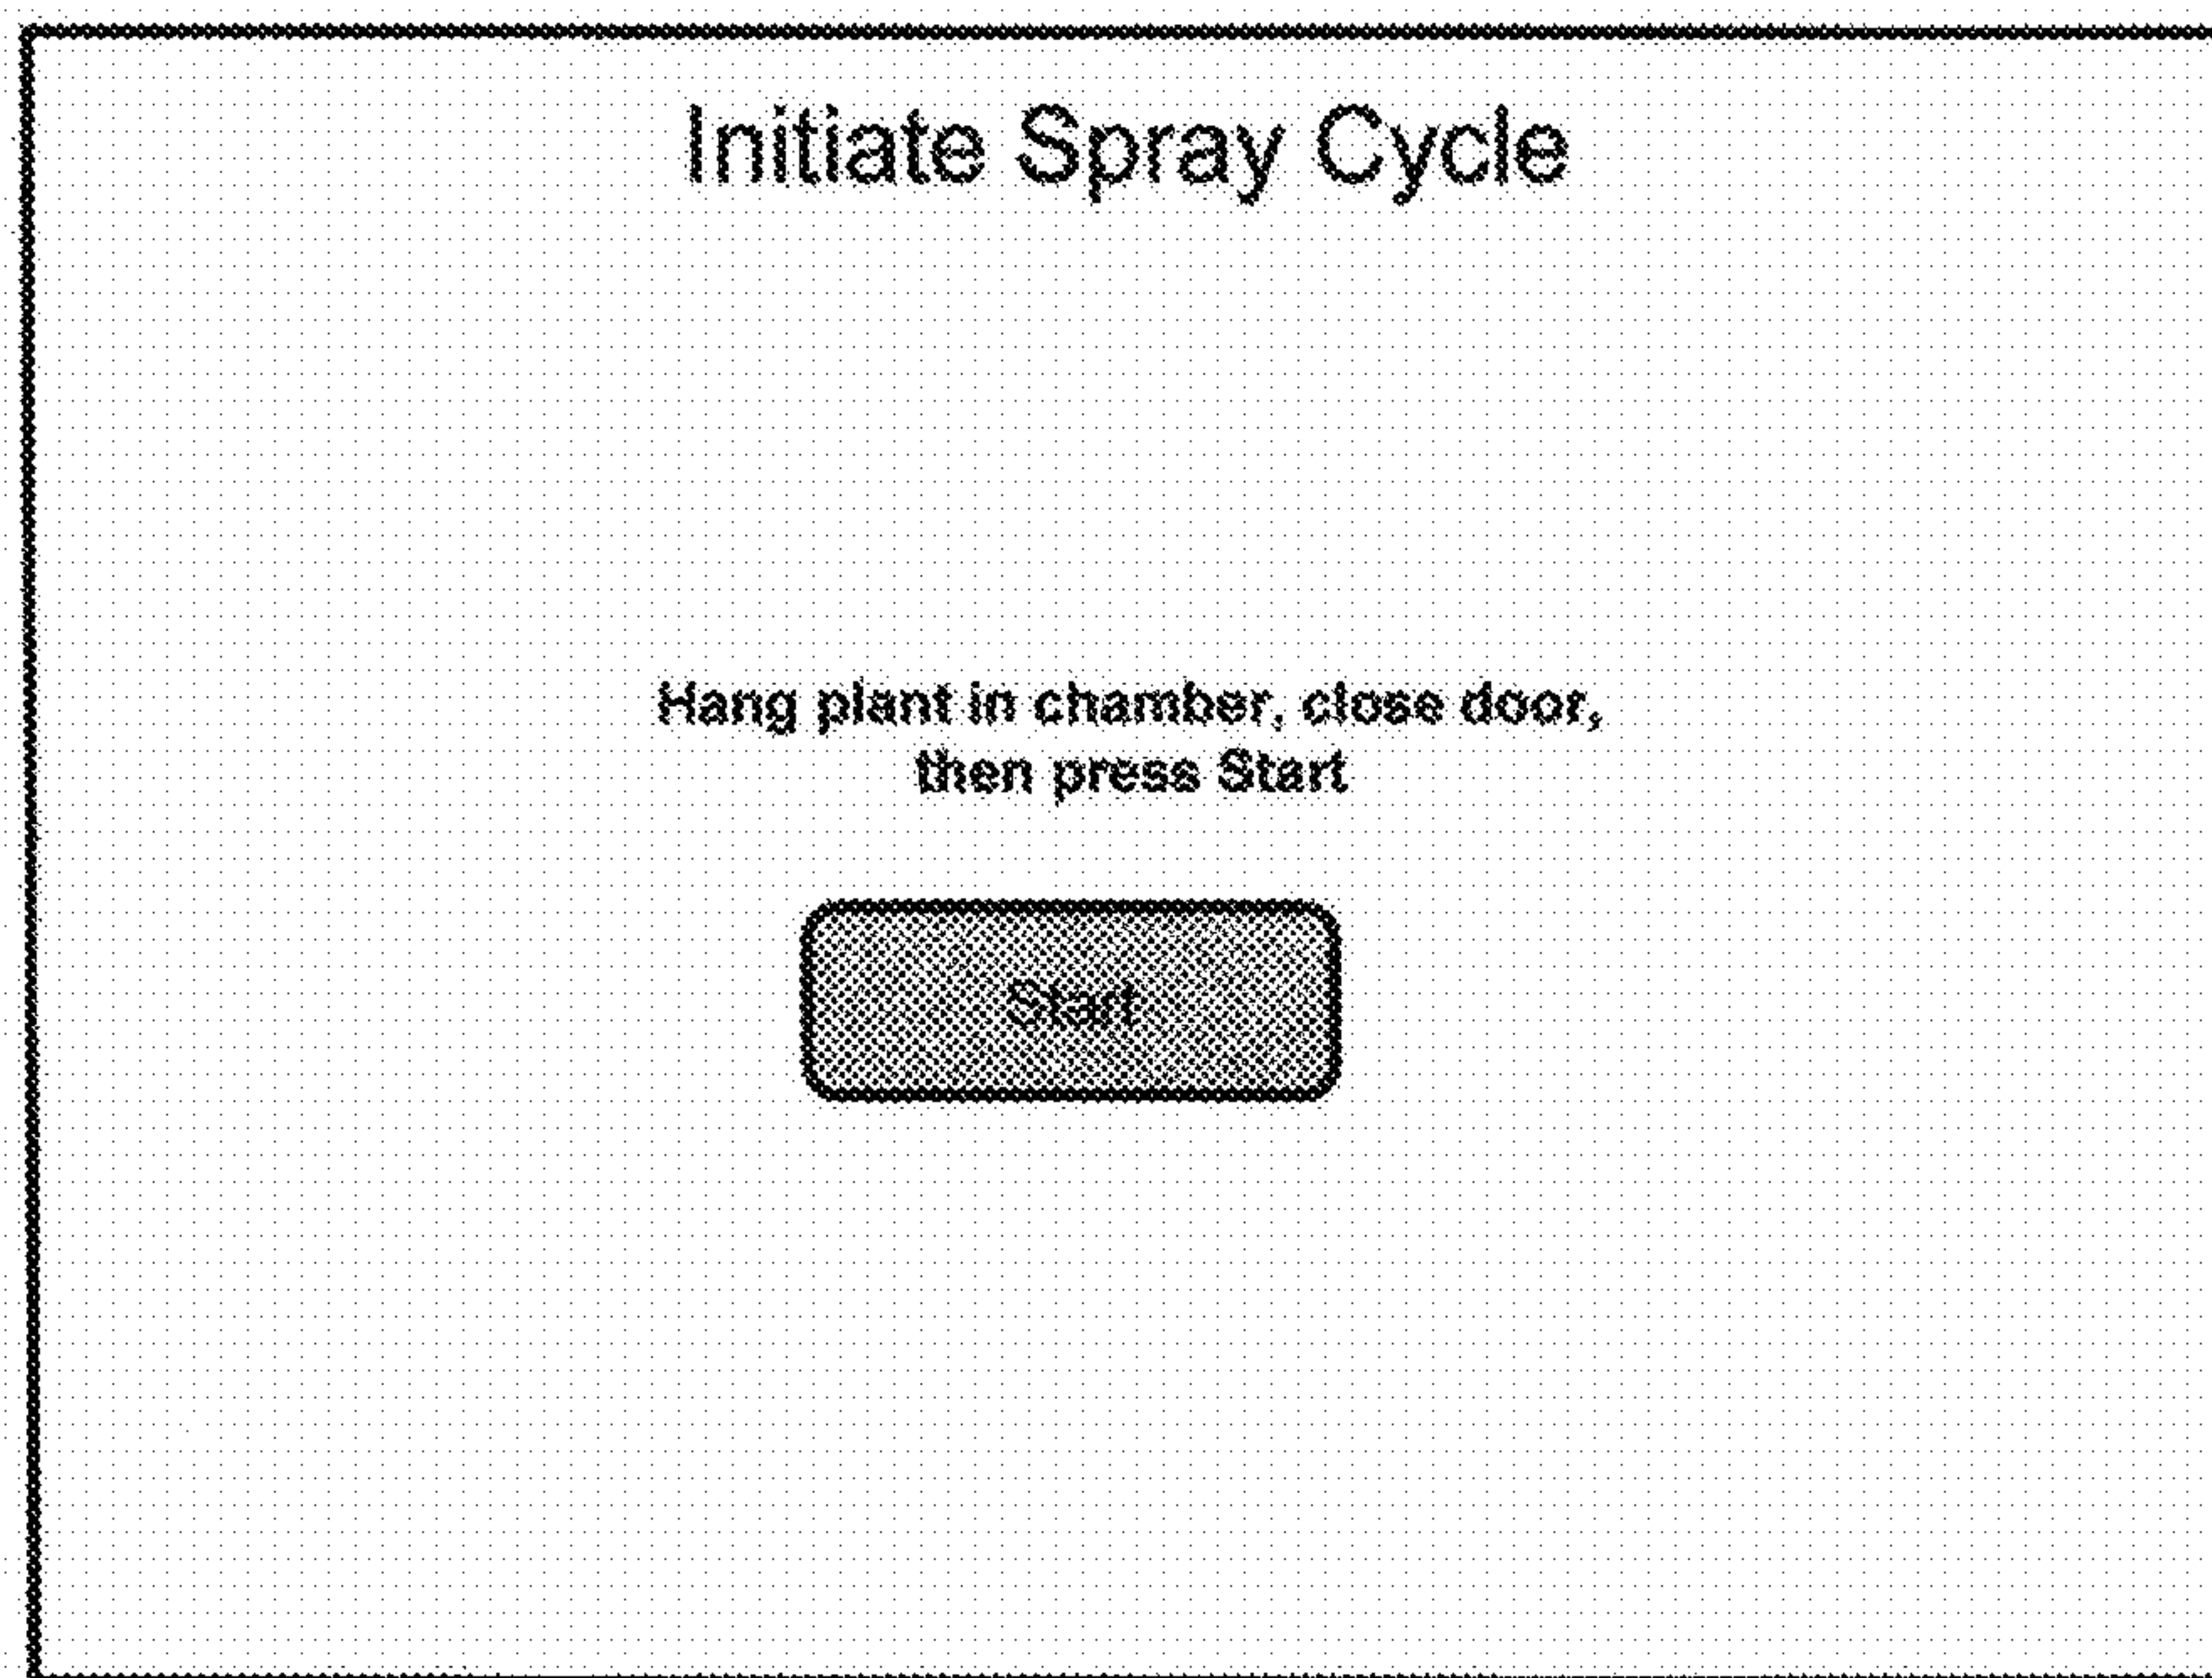 Initiate Spray Cycle
Hang plant in chamber, close door,
then press Start
Start